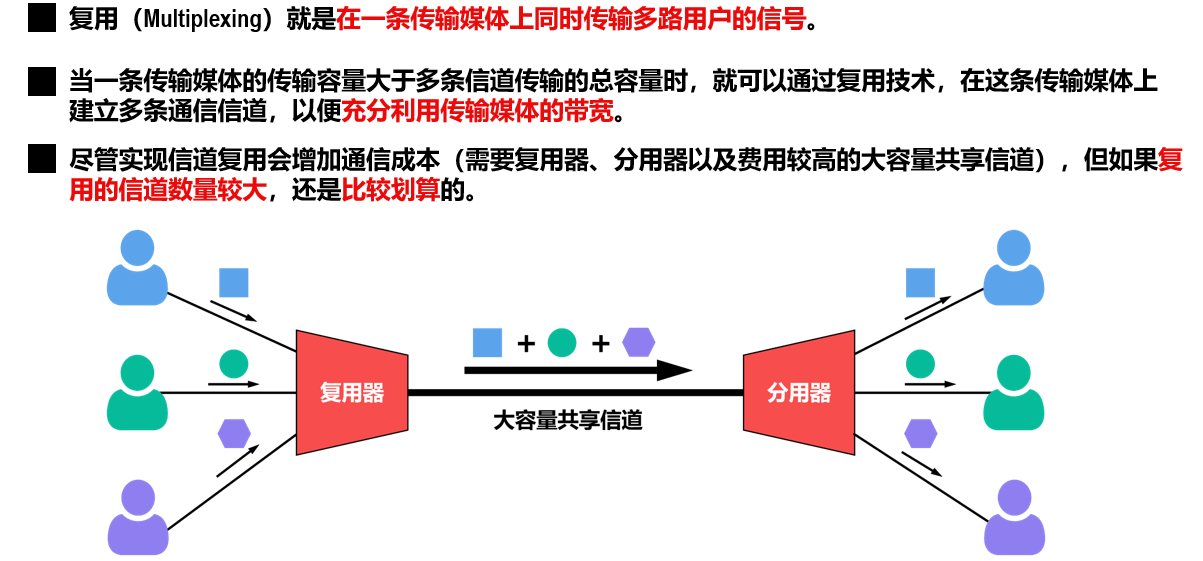 复用（Multiplexing）就是在一条传输媒体上同时传输多路用户的信号。
当一条传输媒体的传输容量大于多条信道传输的总容量时，就可以通过复用技术，在这条传输媒体上
建立多条通信信道，以便充分利用传输媒体的带宽。
尽管实现信道复用会增加通信成本（需要复用器、分用器以及费用较高的大容量共享信道），但如果复
用的信道数量较大，还是比较划算的。
+ +
复用器
分用器
大容量共享信道